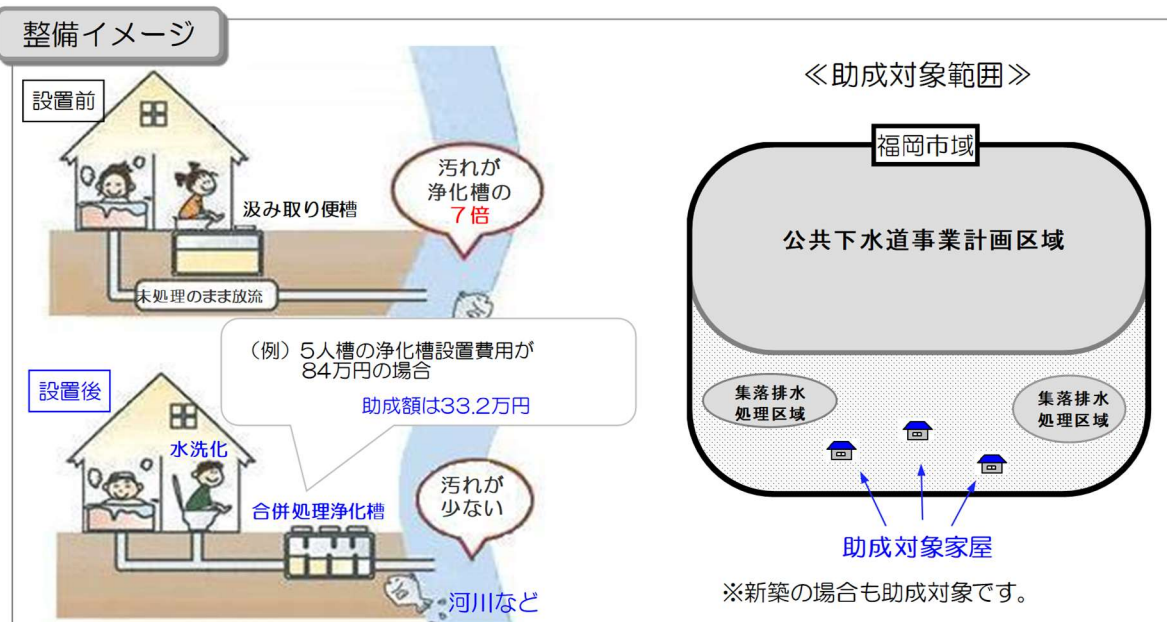 整備イメージ
設置前
汲み取り便槽
未処理のまま放流
汚れが
浄化槽の
7倍
（例）5人槽の浄化槽設置費用が
84万円の場合
助成額は33.2万円
設置後
水洗化
合併処理浄化槽
汚れが
少ない
河川など
≪助成対象範囲≫
福岡市域
公共下水道事業計画区域
集落排水
処理区域
集落排水
処理区域
助成対象家屋
※新築の場合も助成対象です。